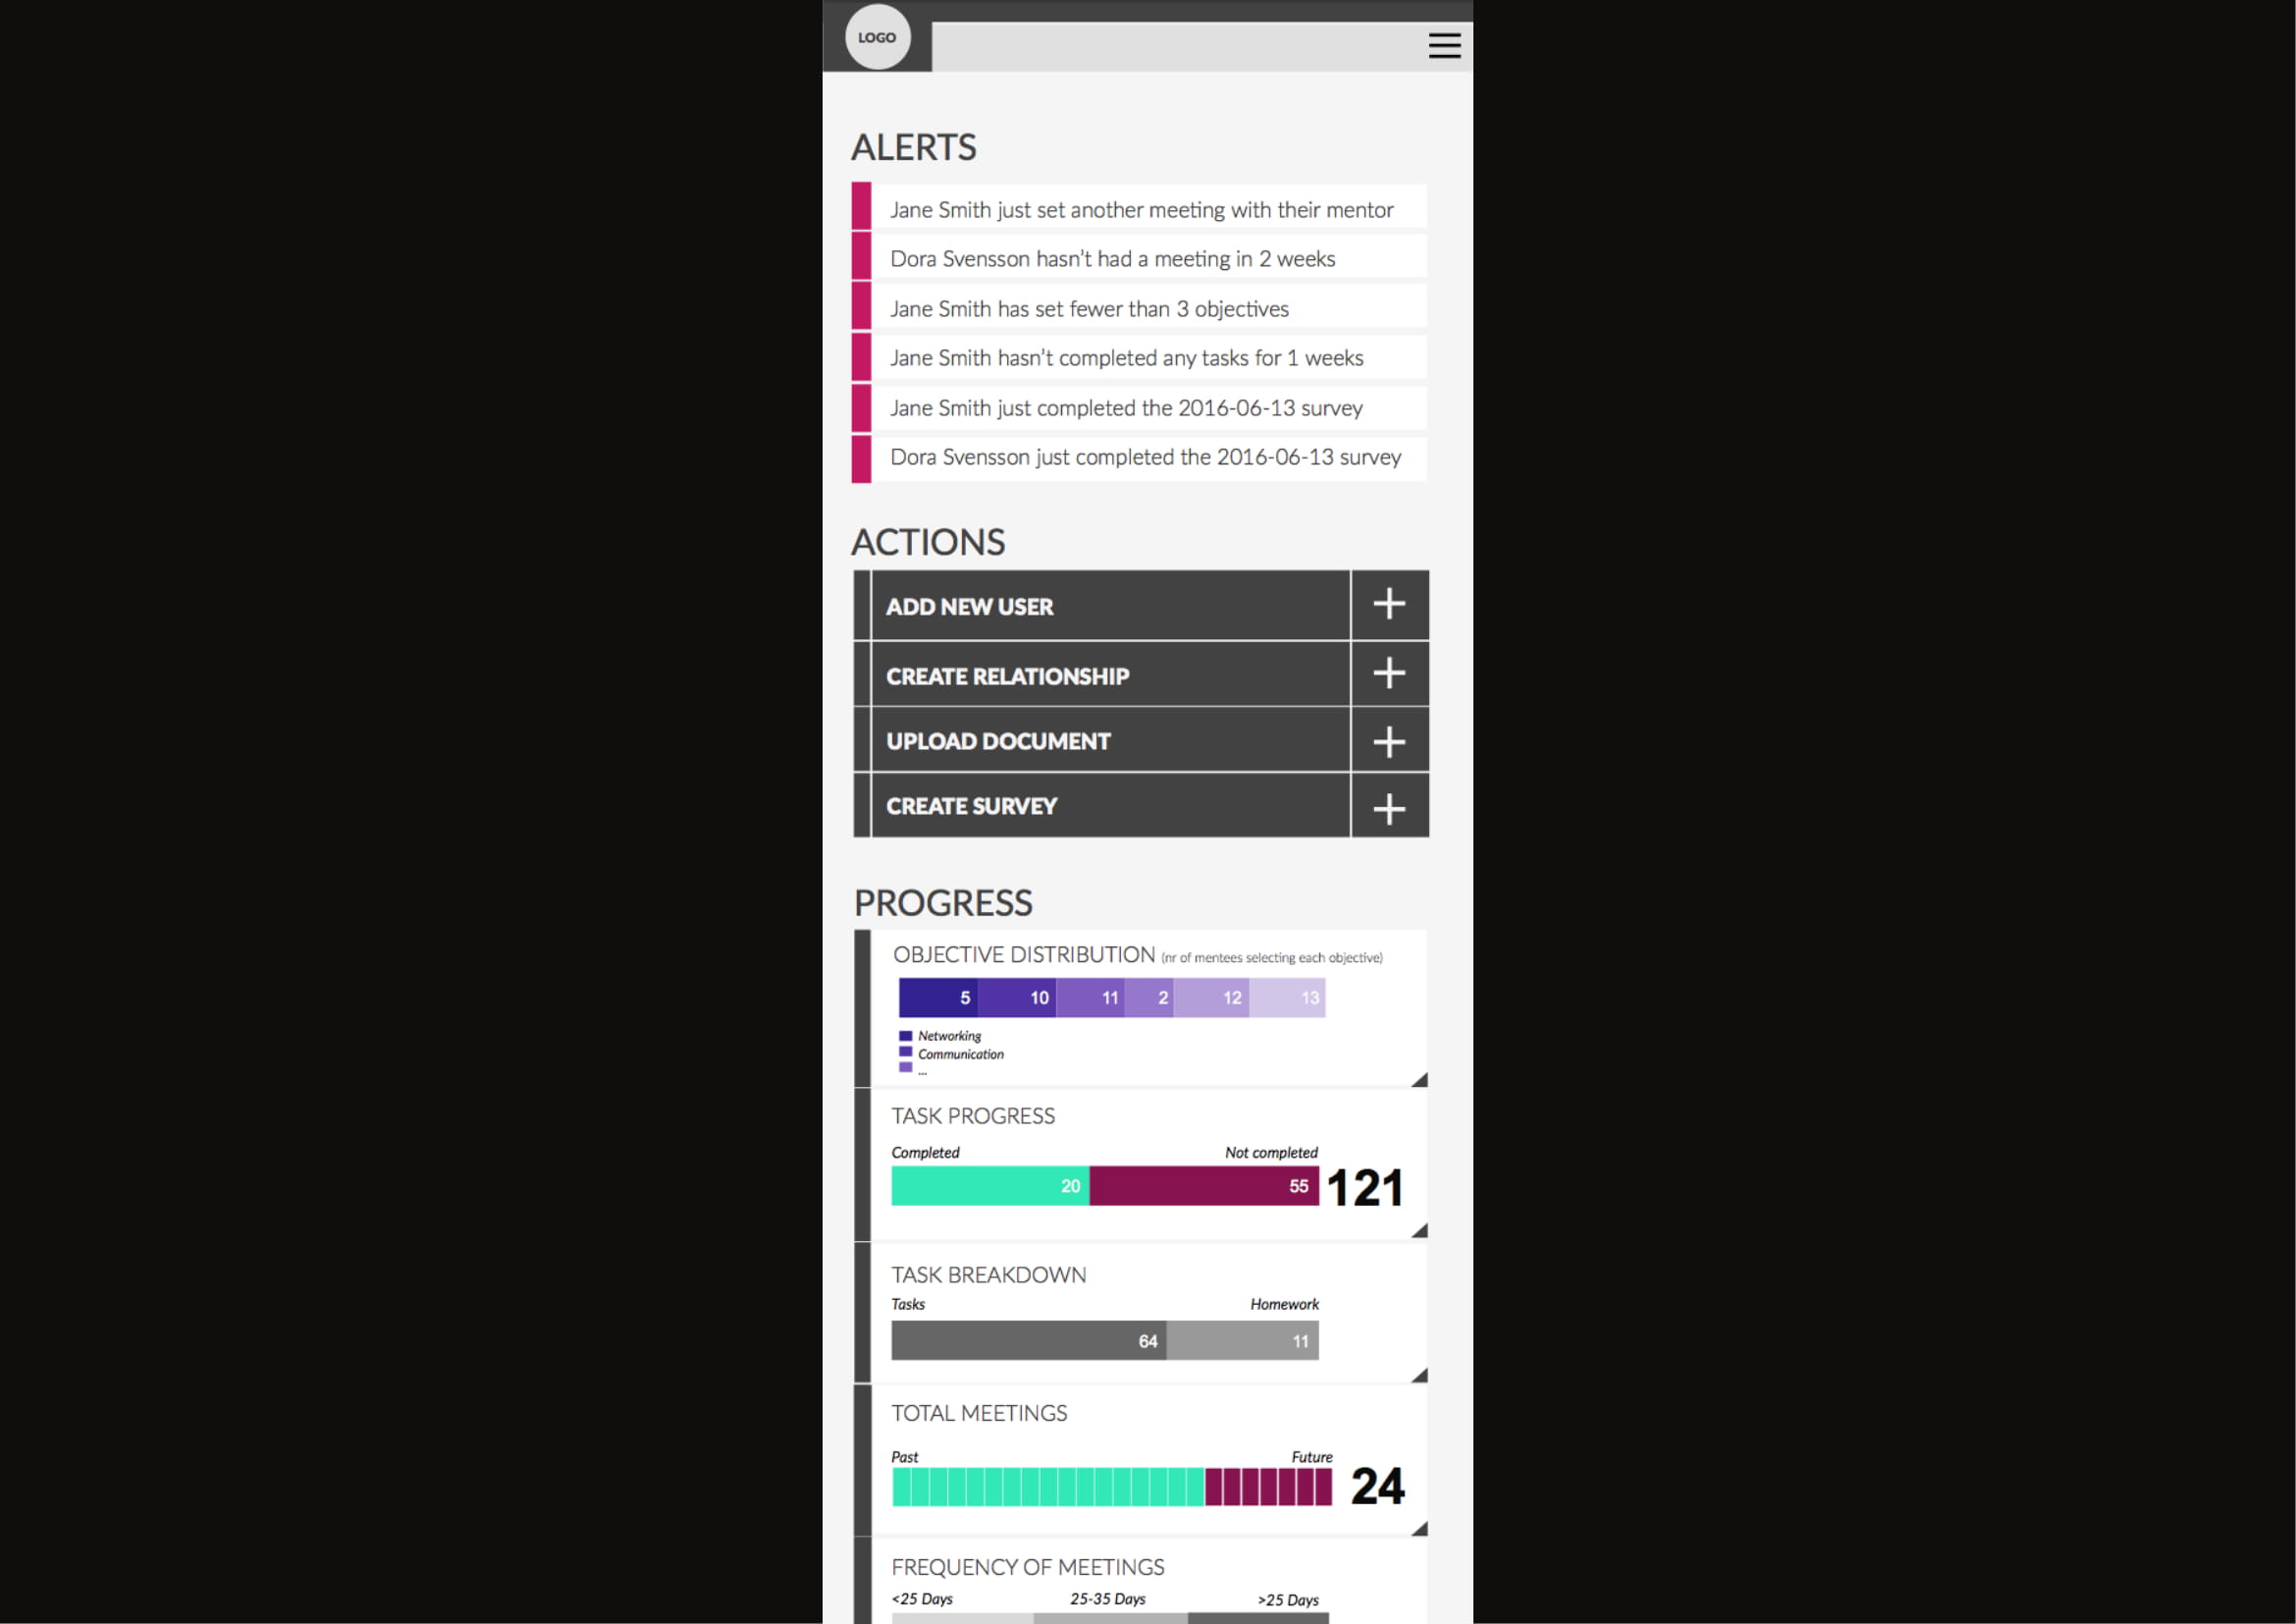 LOGO
ALERTS
Jane Smith just set another meeting with their mentor
Dora Svensson hasn't had a meeting in 2 weeks
Jane Smith has set fewer than 3 objectives
Jane Smith hasn't completed any tasks for 1 weeks
Jane Smith just completed the 2016-06-13 survey
Dora Svensson just completed the 2016-06-13 survey
ACTIONS
ADD NEW USER
CREATE RELATIONSHIP
UPLOAD DOCUMENT
CREATE SURVEY
PROGRESS
OBJECTIVE DISTRIBUTION (nr of mentees selecting each objective)
5 10 11 2 12 13
Networking
Communication
...
TASK PROGRESS
Completed Not completed
20 55 121
TASK BREAKDOWN
Tasks Homework
64 11
TOTAL MEETINGS
Past Future
24
FREQUENCY OF MEETINGS
<25 Days 25-35 Days >25 Days